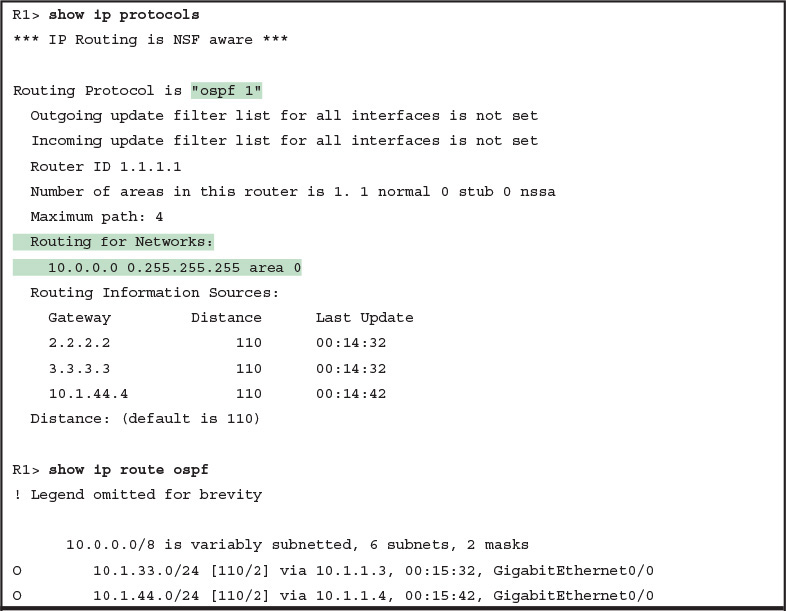 R1> show ip protocols
*** IP Routing is NSF aware ***
Routing Protocol is "ospf 1"
Outgoing update filter list for all interfaces is not set
Incoming update filter list for all interfaces is not set
Router ID 1.1.1.1
Number of areas in this router is 1. 1 normal 0 stub 0 nssa
Maximum path: 4
Routing for Networks:
10.0.0.0 0.255.255.255 area 0
Routing Information Sources:
Gateway Distance Last Update
2.2.2.2 110 00:14:32
3.3.3.3 110 00:14:32
10.1.44.4 110 00:14:42
Distance: (default is 110)
R1> show ip route ospf
! Legend omitted for brevity
10.0.0.0/8 is variably subnetted, 6 subnets, 2 masks
O 10.1.33.0/24 [110/2] via 10.1.1.3, 00:15:32, GigabitEthernet0/0
O 10.1.44.0/24 [110/2] via 10.1.1.4, 00:15:42, GigabitEthernet0/0